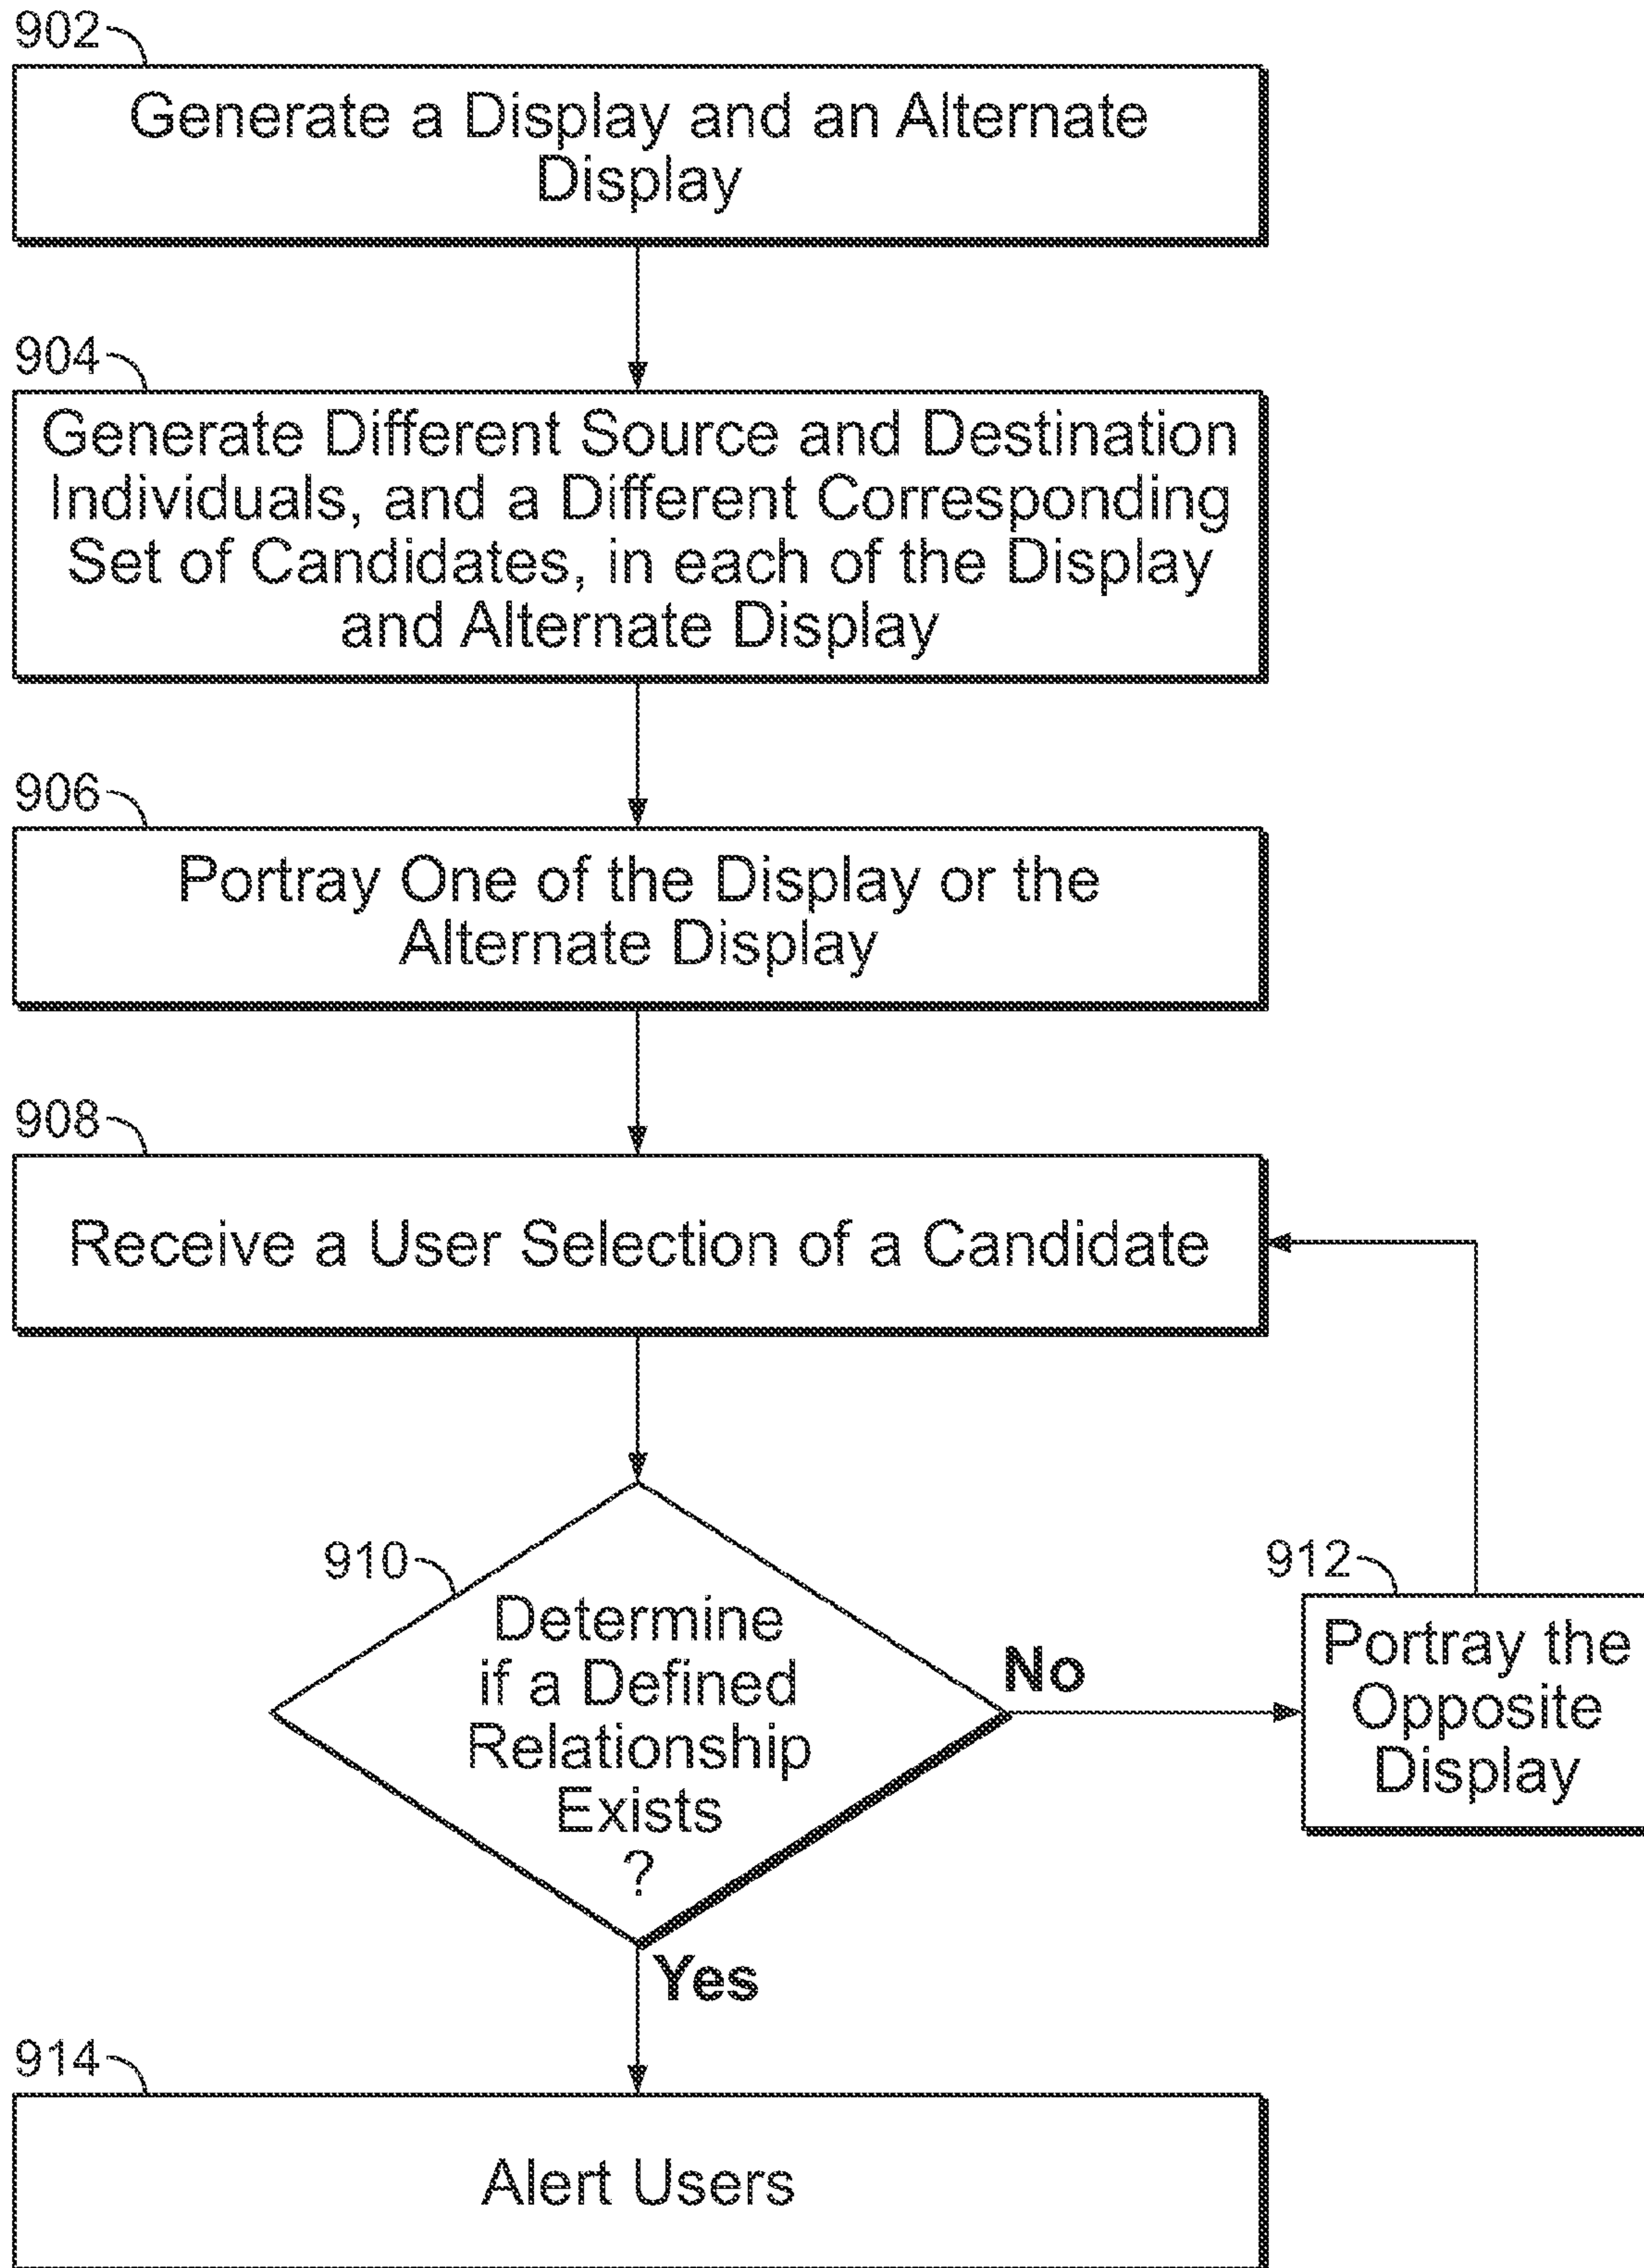 902
Generate a Display and an Alternate
Display
904
Generate Different Source and Destination
Individuals, and a Different Corresponding
Set of Candidates, in each of the Display
and Alternate Display
906
Portray One of the Display or the
Alternate Display
908
Receive a User Selection of a Candidate
910
Determine
if a Defined
Relationship
Exists
?
No
912
Portray the
Opposite
Display
Yes
914
Alert Users